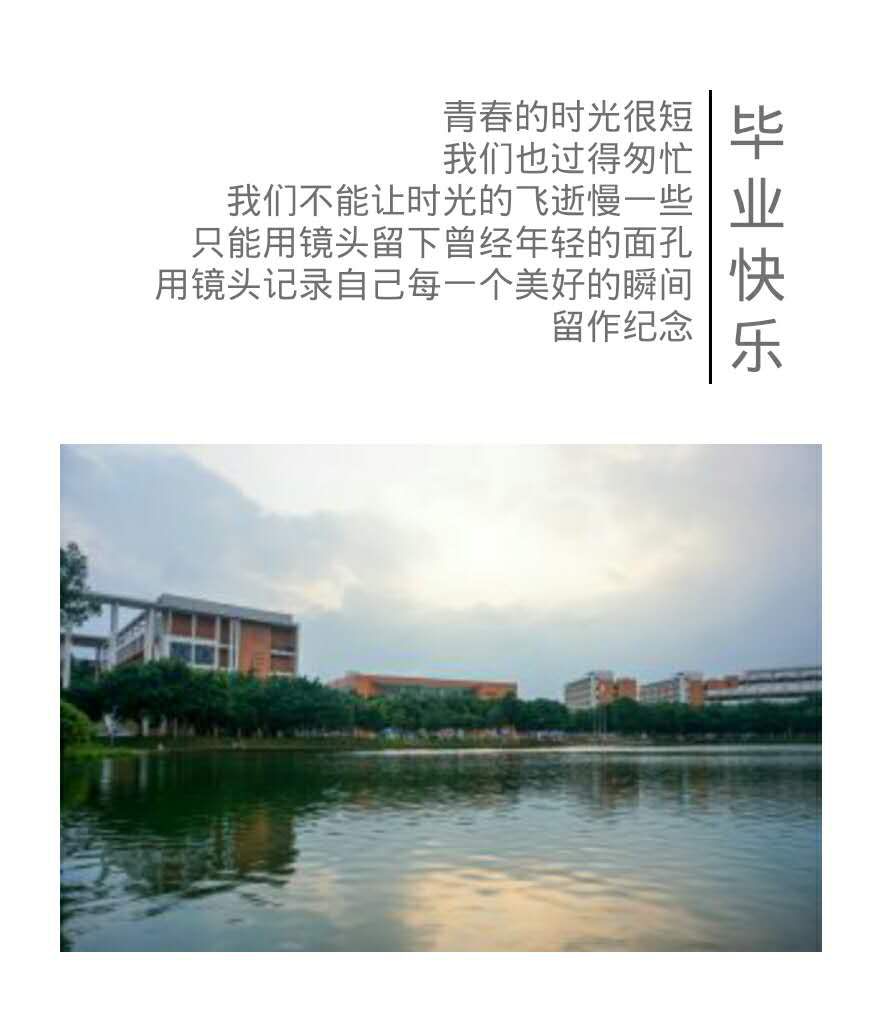 毕业快乐
青春的时光很短
我们也过得匆忙
我们不能让时光的飞逝慢一些
只能用镜头留下曾经年轻的面孔
用镜头记录自己每一个美好的瞬间
留作纪念